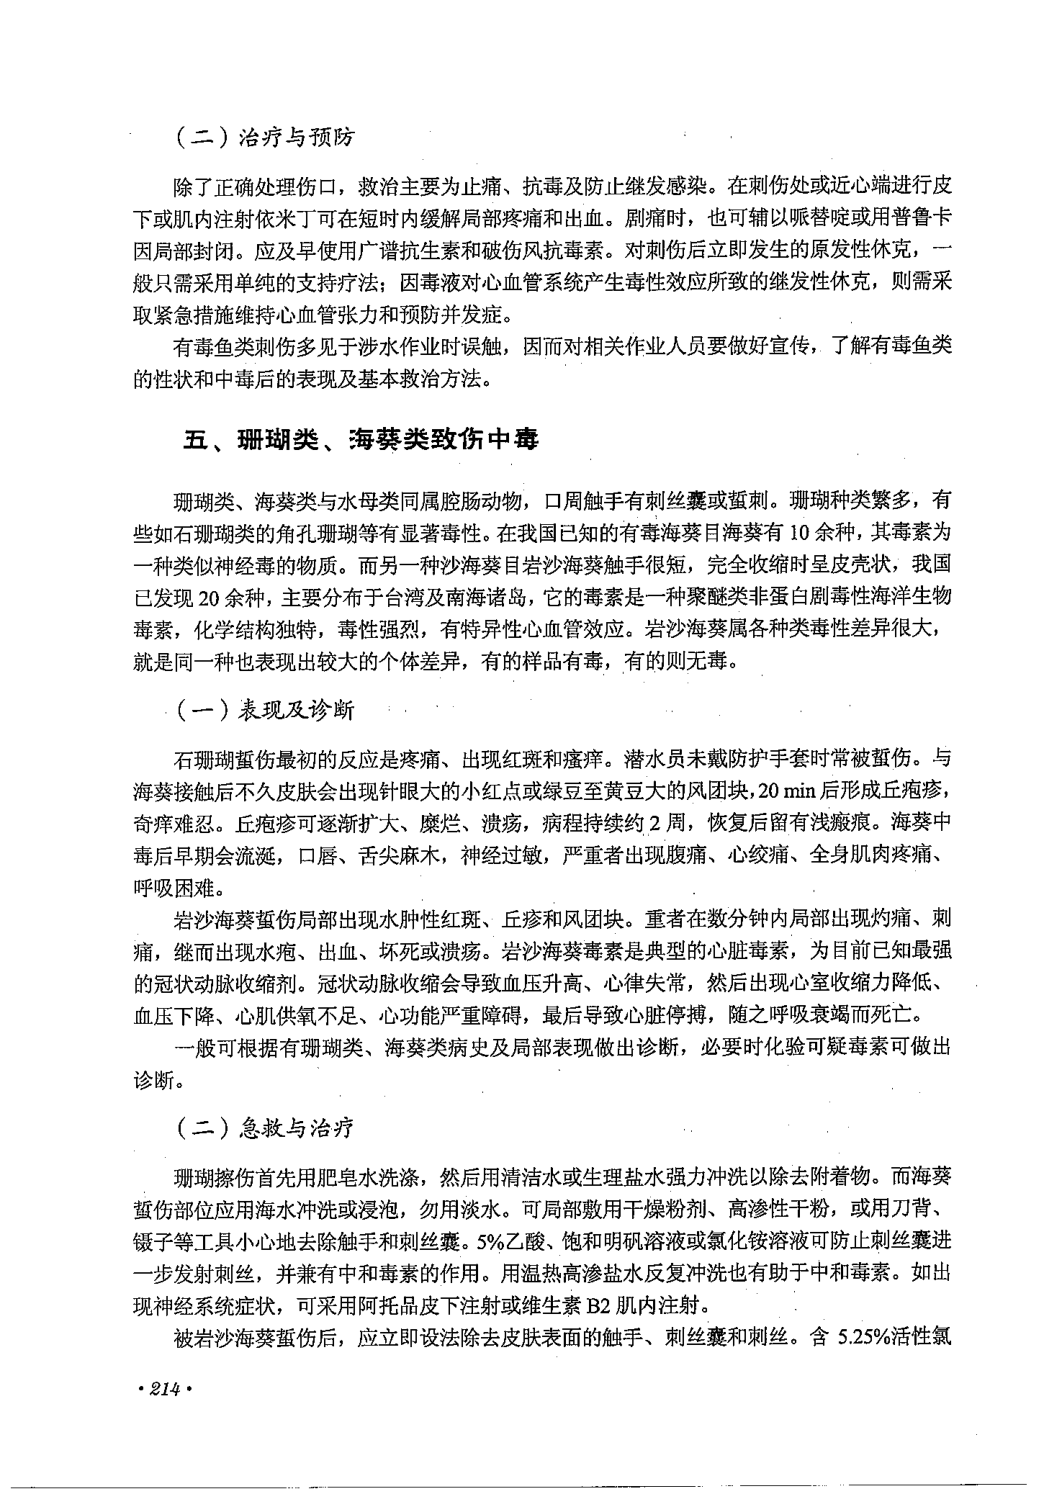 （二）治疗与预防
除了正确处理伤口，救治主要为止痛、抗毒及防止继发感染。在刺伤处或近心端进行皮
下或肌内注射依米丁可在短时内缓解局部疼痛和出血。剧痛时，也可辅以哌替啶或用普鲁卡
因局部封闭。应及早使用广谱抗生素和破伤风抗毒素。对刺伤后立即发生的原发性休克，一
般只需采用单纯的支持疗法；因毒液对心血管系统产生毒性效应所致的继发性休克，则需采
取紧急措施维持心血管张力和预防并发症。
有毒鱼类刺伤多见于涉水作业时误触，因而对相关作业人员要做好宣传，了解有毒鱼类
的性状和中毒后的表现及基本救治方法。
五、珊瑚类、海葵类致伤中毒
珊瑚类、海葵类与水母类同属腔肠动物，口周触手有刺丝囊或蜇刺。珊瑚种类繁多，有
些如石珊瑚类的角孔珊瑚等有显著毒性。在我国已知的有毒海葵目海葵有 10 余种，其毒素为
一种类似神经毒的物质。而另一种沙海葵目岩沙海葵触手很短，完全收缩时呈皮壳状，我国
已发现 20 余种，主要分布于台湾及南海诸岛，它的毒素是一种聚醚类非蛋白剧毒性海洋生物
毒素，化学结构独特，毒性强烈，有特异性心血管效应。岩沙海葵属各种类毒性差异很大，
就是同一种也表现出较大的个体差异，有的样品有毒，有的则无毒。
（一）表现及诊断
石珊瑚蜇伤最初的反应是疼痛、出现红斑和瘙痒。潜水员未戴防护手套时常被蜇伤。与
海葵接触后不久皮肤会出现针眼大的小红点或绿豆至黄豆大的风团块，20 min 后形成丘疱疹，
奇痒难忍。丘疱疹可逐渐扩大、糜烂、溃疡，病程持续约 2 周，恢复后留有浅瘢痕。海葵中
毒后早期会流涎，口唇、舌尖麻木，神经过敏，严重者出现腹痛、心绞痛、全身肌肉疼痛、
呼吸困难。
岩沙海葵蜇伤局部出现水肿性红斑、丘疹和风团块。重者在数分钟内局部出现灼痛、刺
痛，继而出现水疱、出血、坏死或溃疡。岩沙海葵毒素是典型的心脏毒素，为目前已知最强
的冠状动脉收缩剂。冠状动脉收缩会导致血压升高、心律失常，然后出现心室收缩力降低、
血压下降、心肌供氧不足、心功能严重障碍，最后导致心脏停搏，随之呼吸衰竭而死亡。
一般可根据有珊瑚类、海葵类病史及局部表现做出诊断，必要时化验可疑毒素可做出
诊断。
（二）急救与治疗
珊瑚擦伤首先用肥皂水洗涤，然后用清洁水或生理盐水强力冲洗以除去附着物。而海葵
蜇伤部位应用海水冲洗或浸泡，勿用淡水。可局部敷用干燥粉剂、高渗性干粉，或用刀背、
镊子等工具小心地去除触手和刺丝囊。5%乙酸、饱和明矾溶液或氯化铵溶液可防止刺丝囊进
一步发射刺丝，并兼有中和毒素的作用。用温热高渗盐水反复冲洗也有助于中和毒素。如出
现神经系统症状，可采用阿托品皮下注射或维生素 B2 肌内注射。
被岩沙海葵蜇伤后，应立即设法除去皮肤表面的触手、刺丝囊和刺丝。含 5.25%活性氯
·214·